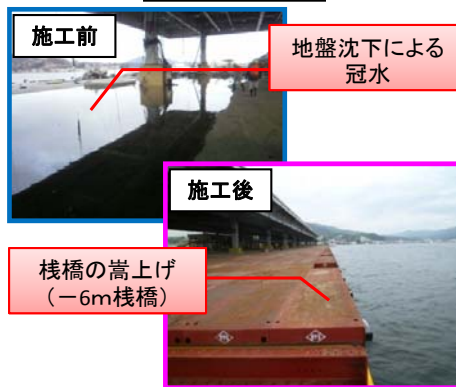 施工前
地盤沈下による
冠水
施工後
桟橋の嵩上げ
（－6m桟橋）